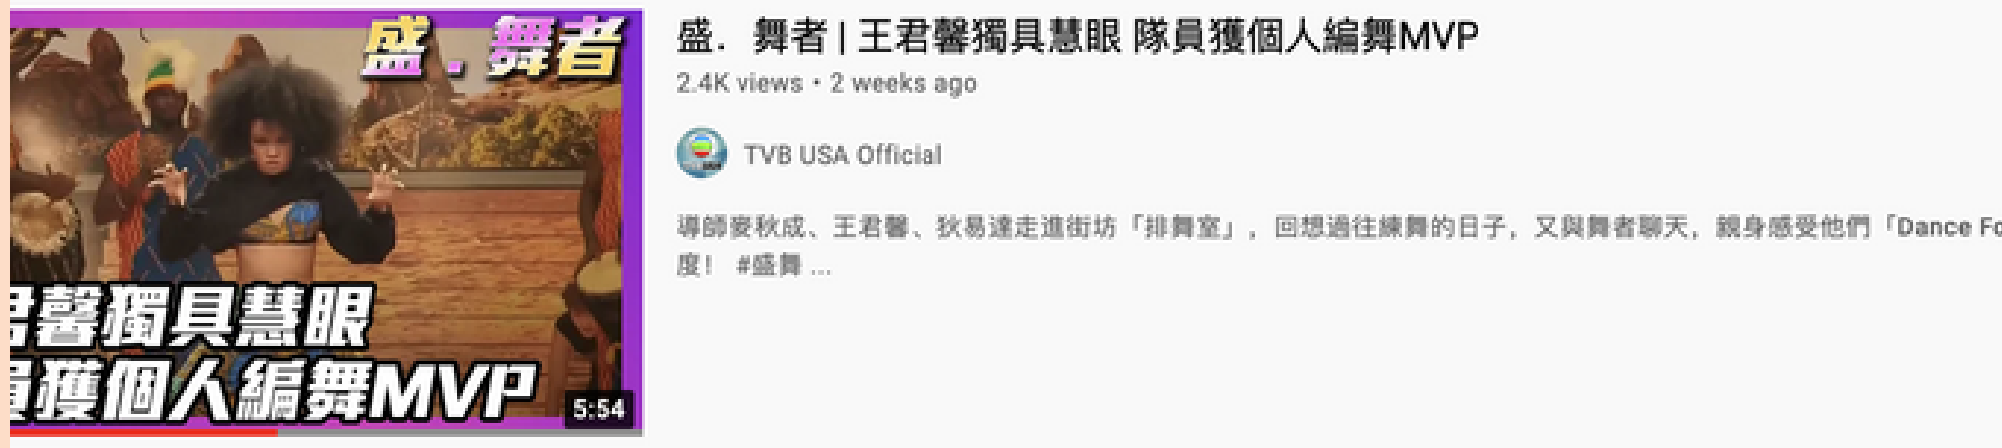 盛．舞者
君馨獨具慧眼
員獲個人編舞MVP
5:54
盛．舞者 | 王君馨獨具慧眼 隊員獲個人編舞MVP
2.4K views • 2 weeks ago
TVB USA Official
導師麥秋成、王君馨、狄易達走進街坊「排舞室」，回想過往練舞的日子，又與舞者聊天，親身感受他們「Dance Fo
度！ #盛舞 ...